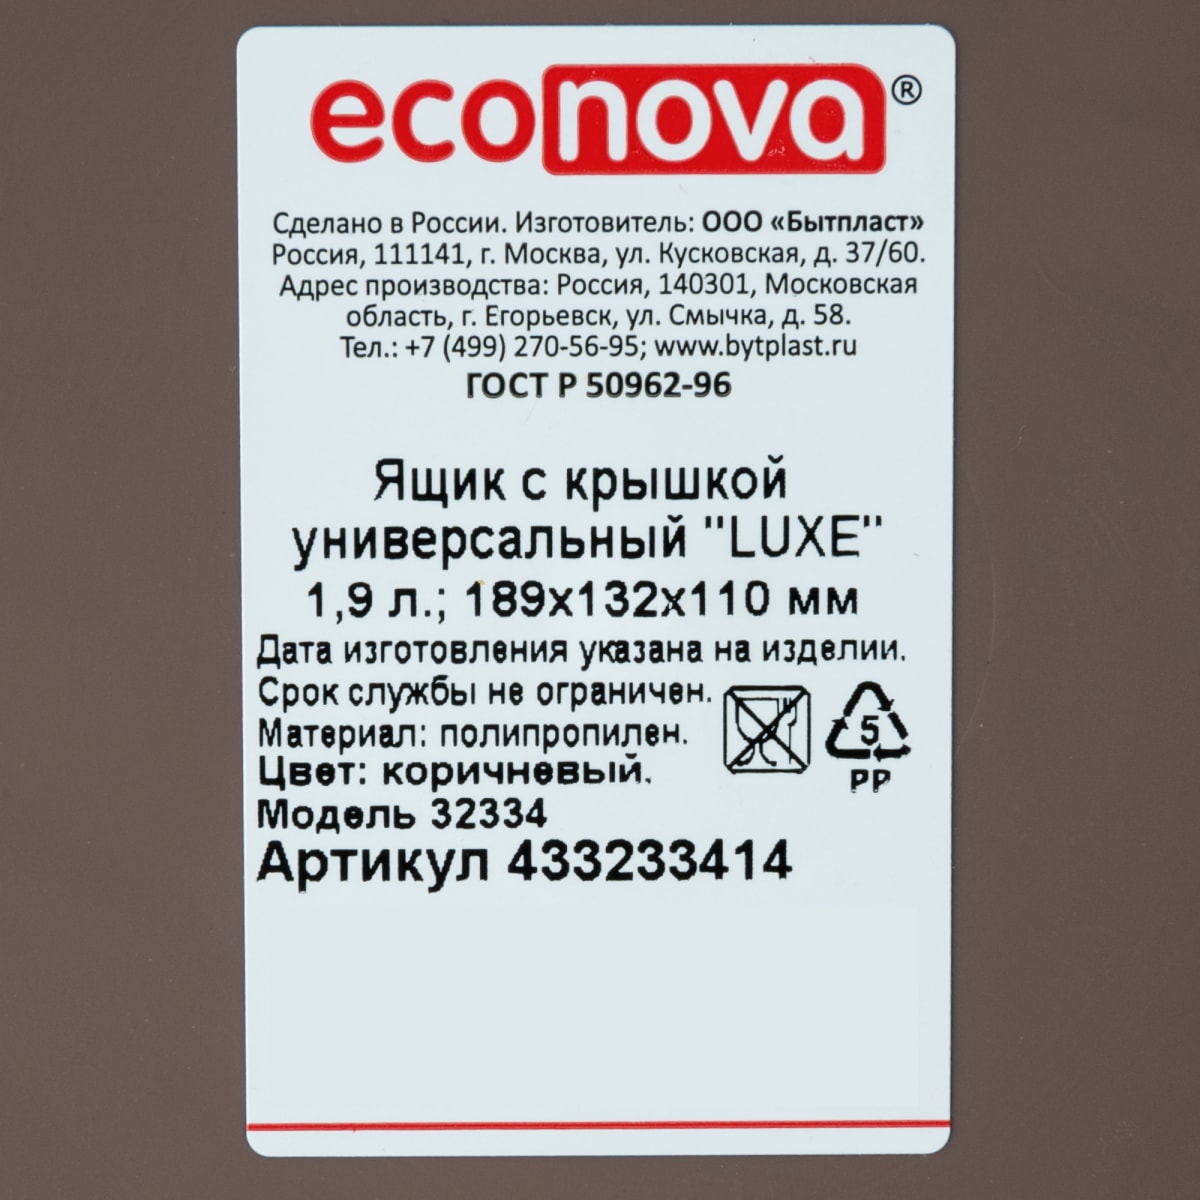 econova®
Сделано в России. Изготовитель: ООО «Бытпласт»
Россия, 111141, г. Москва, ул. Кусковская, д. 37/60.
Адрес производства: Россия, 140301, Московская
область, г. Егорьевск, ул. Смычка, д. 58.
Тел.: +7 (499) 270-56-95; www.bytplast.ru
ГОСТ Р 50962-96
Ящик с крышкой
универсальный "LUXE"
1,9 л.; 189х132х110 мм
Дата изготовления указана на изделии.
Срок службы не ограничен.
Материал: полипропилен.
Цвет: коричневый.
Модель 32334
Артикул 433233414
5
PP